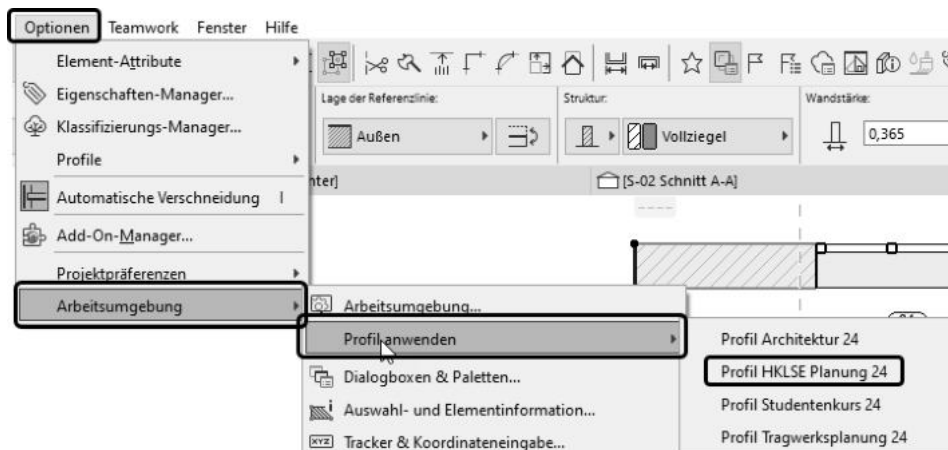 Optionen Teamwork Fenster Hilfe
Element-Attribute
Eigenschaften-Manager...
Klassifizierungs-Manager...
Profile
Automatische Verschneidung I
Add-On-Manager...
Projektpräferenzen
Arbeitsumgebung
Lage der Referenzlinie:
Außen
Struktur:
Vollziegel
Wandstärke:
0,365
nter]
[S-02 Schnitt A-A]
Arbeitsumgebung...
Profil anwenden
Dialogboxen & Paletten...
Auswahl- und Elementinformation...
XYZ Tracker & Koordinateneingabe...
Profil Architektur 24
Profil HKLSE Planung 24
Profil Studentenkurs 24
Profil Tragwerksplanung 24